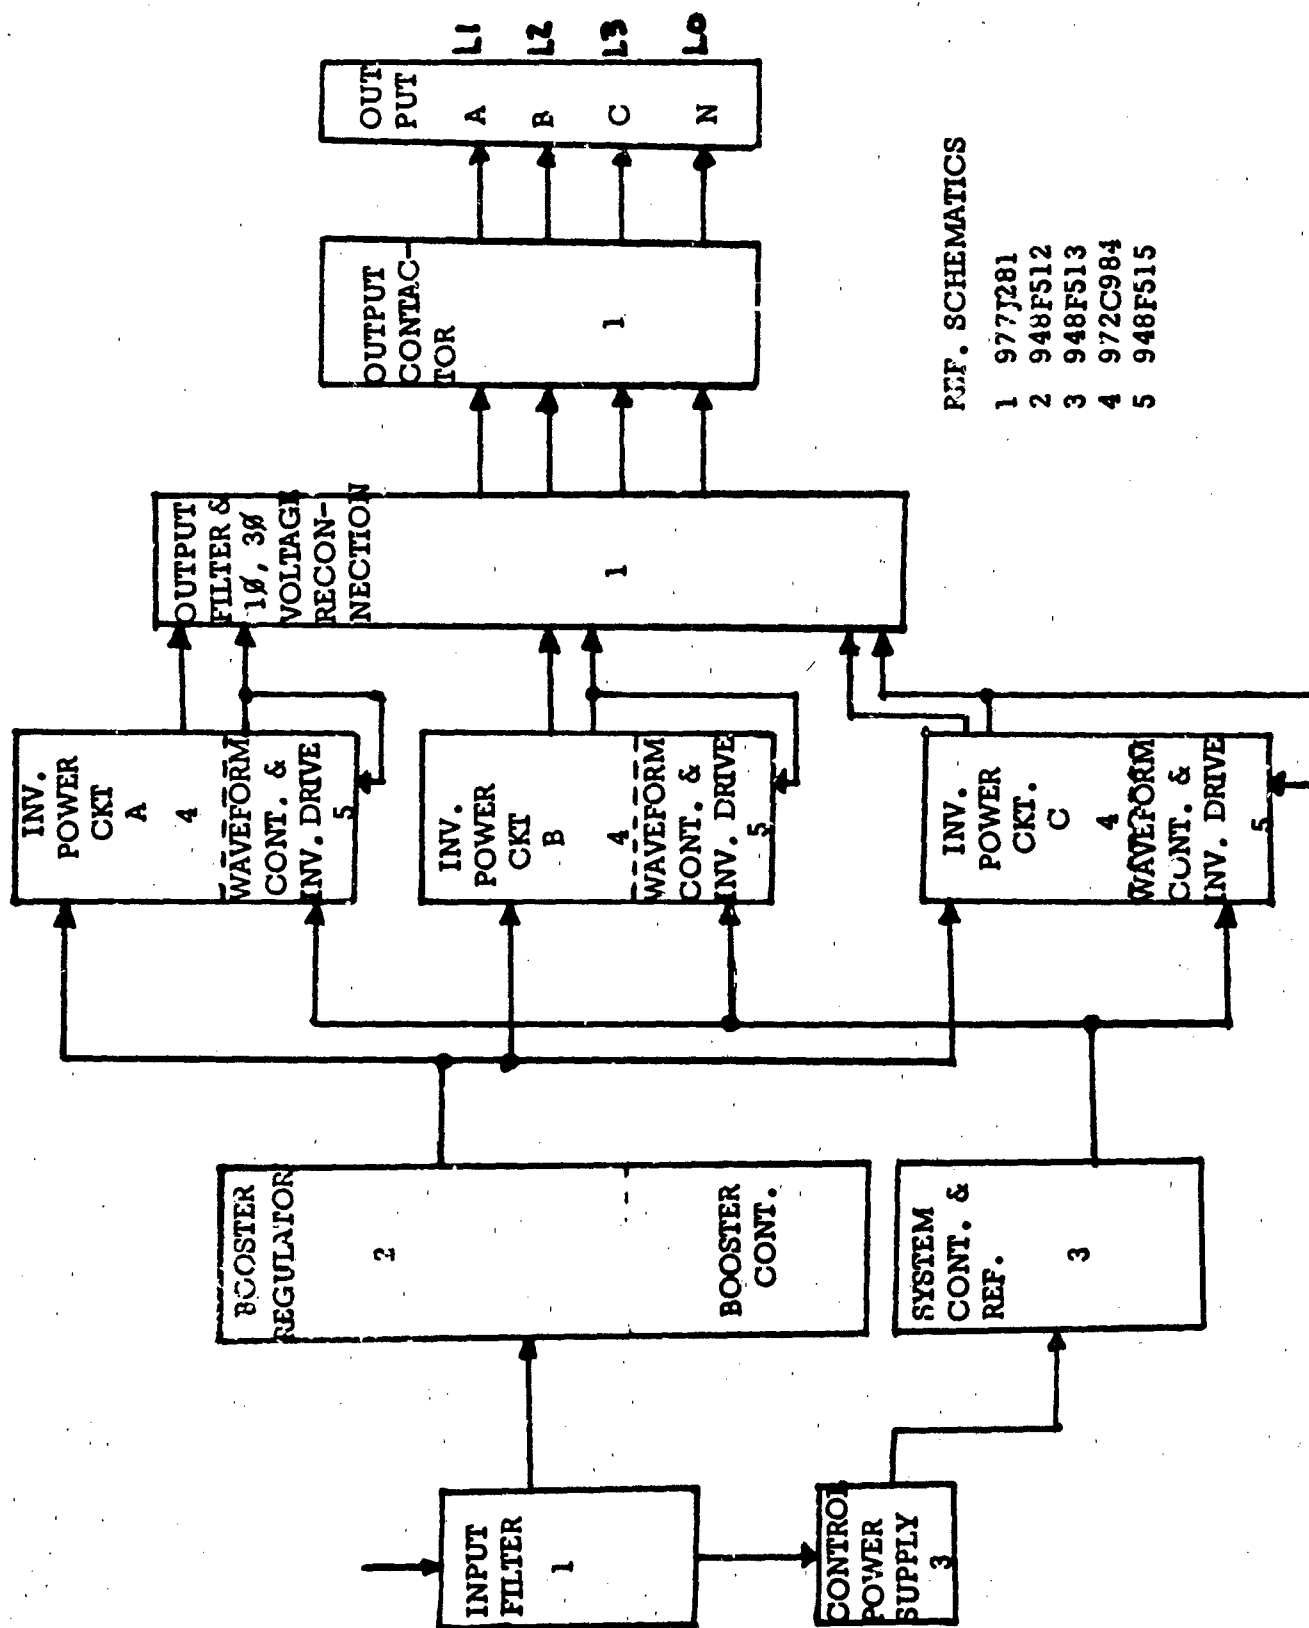 INPUT
FILTER
1
CONTROL
POWER
SUPPLY
3
BOOSTER
REGULATOR
2
BOOSTER
CONT.
SYSTEM
CONT. &
REF.
3
INV.
POWER
CKT
A
4
WAVEFORM
CONT. &
INV. DRIVE
5
INV.
POWER
CKT
B
4
WAVEFORM
CONT. &
INV. DRIVE
5
INV.
POWER
CKT.
C
4
WAVEFORM
CONT. &
INV. DRIVE
5
OUTPUT
FILTER &
1Ø, 3Ø
VOLTAGE
RECON-
NECTION
1
OUTPUT
CONTAC-
TOR
1
OUT
PUT
A L1
B L2
C L3
N L0
REF. SCHEMATICS
1 977J281
2 948F512
3 948F513
4 972C984
5 948F515